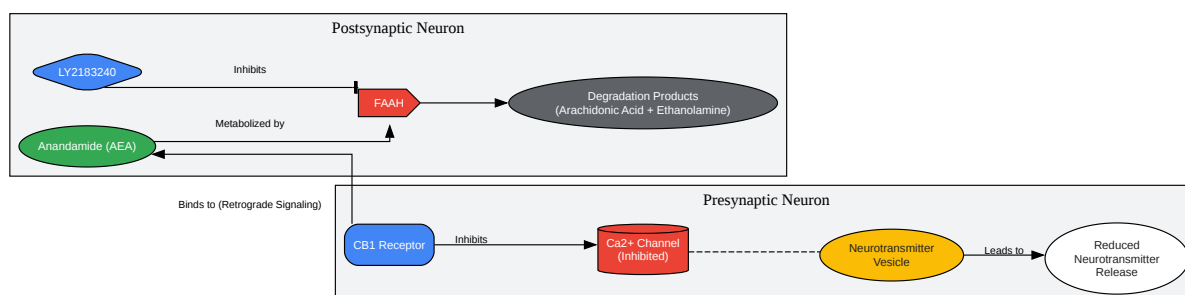 Postsynaptic Neuron
LY2183240
Inhibits
FAAH
Degradation Products
(Arachidonic Acid + Ethanolamine)
Metabolized by
Anandamide (AEA)
Binds to (Retrograde Signaling)
Presynaptic Neuron
CB1 Receptor
Inhibits
Ca2+ Channel
(Inhibited)
Neurotransmitter
Vesicle
Leads to
Reduced
Neurotransmitter
Release